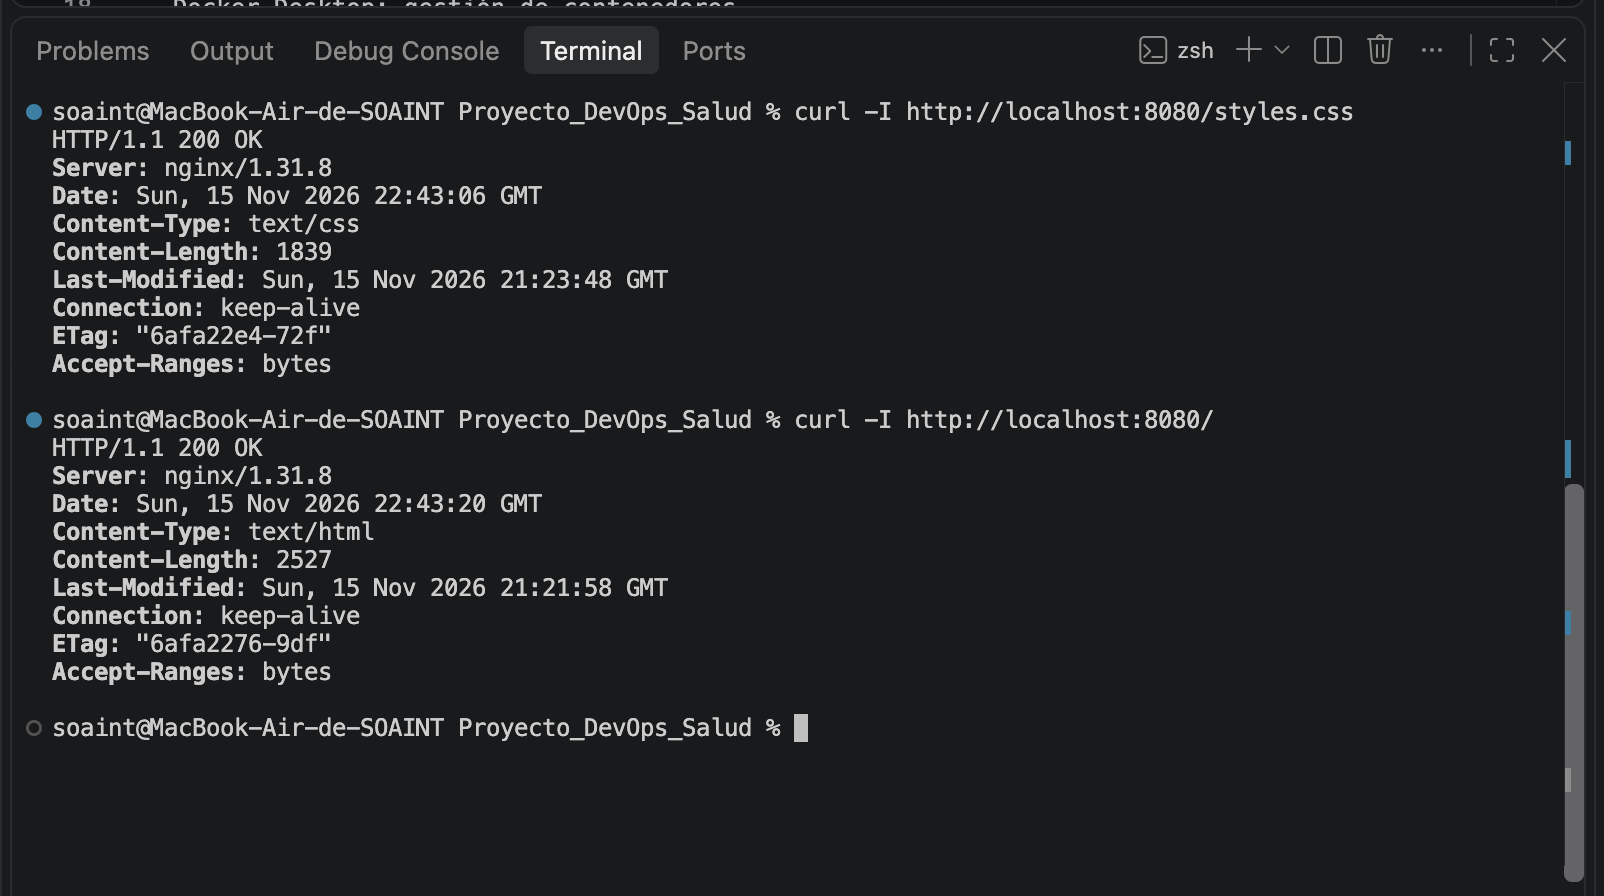 18 Docker Desktop: gestión de contenedores
Problems Output Debug Console Terminal Ports zsh
soaint@MacBook-Air-de-SOAINT Proyecto_DevOps_Salud % curl -I http://localhost:8080/styles.css
HTTP/1.1 200 OK
Server: nginx/1.31.8
Date: Sun, 15 Nov 2026 22:43:06 GMT
Content-Type: text/css
Content-Length: 1839
Last-Modified: Sun, 15 Nov 2026 21:23:48 GMT
Connection: keep-alive
ETag: "6afa22e4-72f"
Accept-Ranges: bytes
soaint@MacBook-Air-de-SOAINT Proyecto_DevOps_Salud % curl -I http://localhost:8080/
HTTP/1.1 200 OK
Server: nginx/1.31.8
Date: Sun, 15 Nov 2026 22:43:20 GMT
Content-Type: text/html
Content-Length: 2527
Last-Modified: Sun, 15 Nov 2026 21:21:58 GMT
Connection: keep-alive
ETag: "6afa2276-9df"
Accept-Ranges: bytes
soaint@MacBook-Air-de-SOAINT Proyecto_DevOps_Salud %